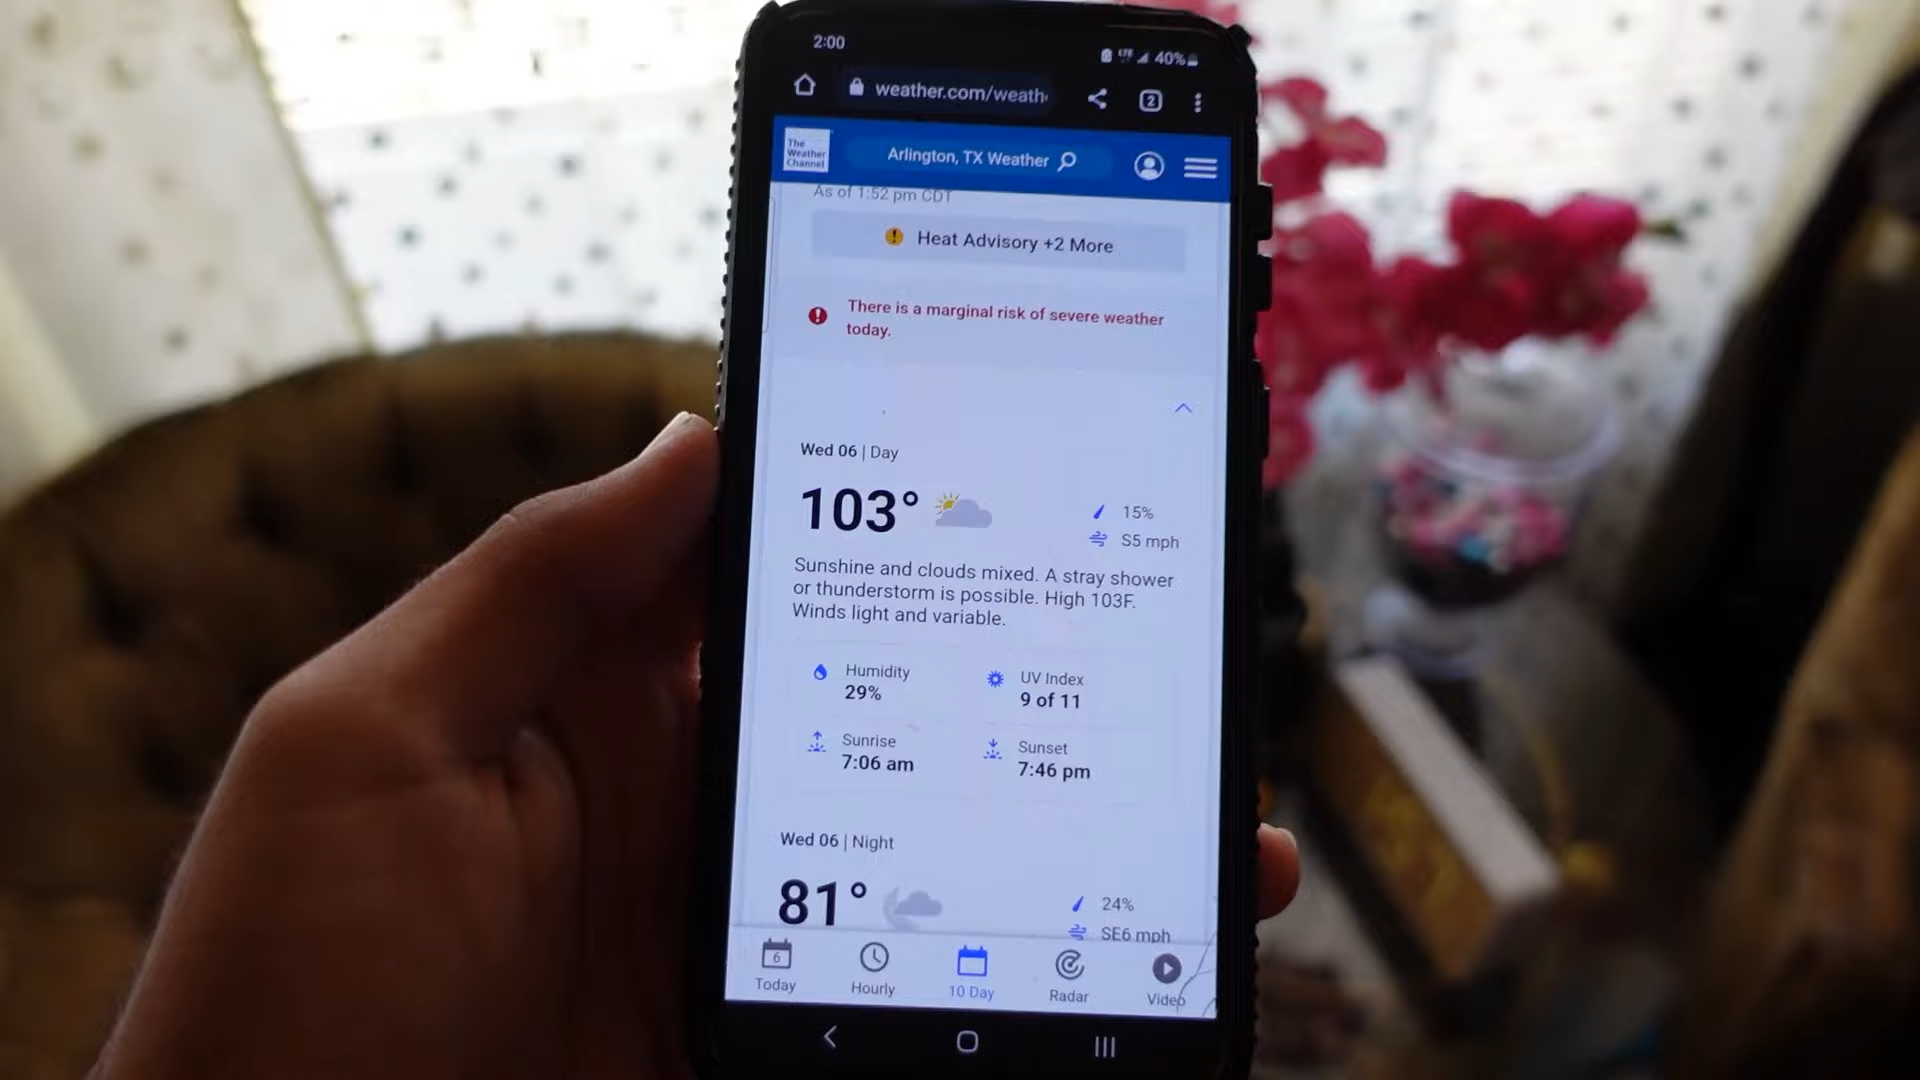 2:00
LTE 40%
weather.com/weath
2
The
Weather
Channel
Arlington, TX Weather
As of 1:52 pm CDT
Heat Advisory +2 More
There is a marginal risk of severe weather
today.
Wed 06 | Day
103°
15%
S5 mph
Sunshine and clouds mixed. A stray shower
or thunderstorm is possible. High 103F.
Winds light and variable.
Humidity
29%
UV Index
9 of 11
Sunrise
7:06 am
Sunset
7:46 pm
Wed 06 | Night
81°
24%
SE6 mph
6
Today
Hourly
10 Day
Radar
Video